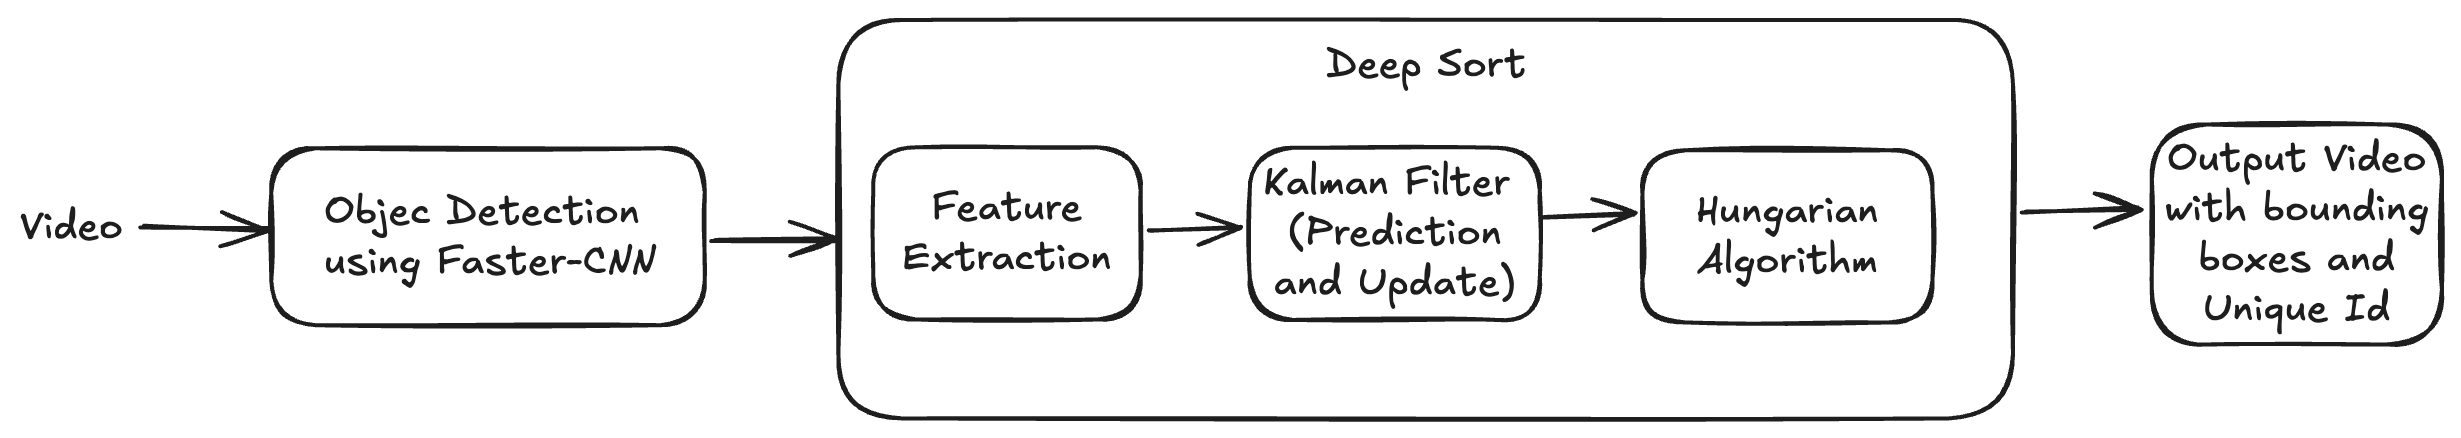 Video
Objec Detection
using Faster-CNN
Deep Sort
Feature
Extraction
Kalman Filter
(Prediction
and Update)
Hungarian
Algorithm
Output Video
with bounding
boxes and
Unique Id